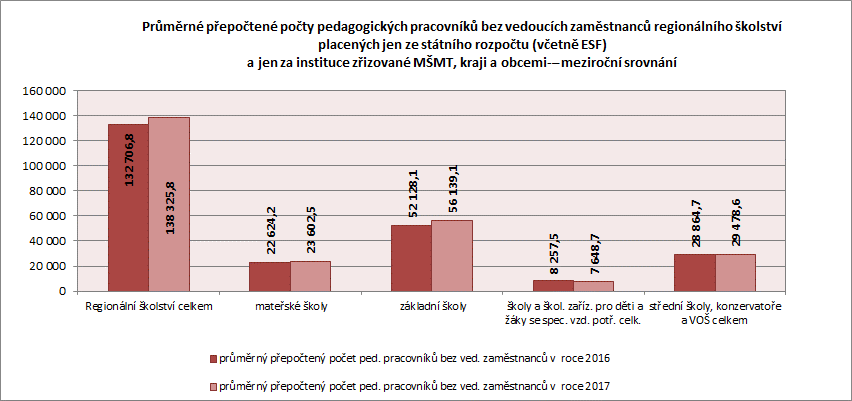 Průměrné přepočtené počty pedagogických pracovníků bez vedoucích zaměstnanců regionálního školství
placených jen ze státního rozpočtu (včetně ESF)
a jen za instituce zřizované MŠMT, kraji a obcemi---meziroční srovnání
160 000
140 000
120 000
100 000
80 000
60 000
40 000
20 000
0
132 706,8
138 325,8
22 624,2
23 602,5
52 128,1
56 139,1
8 257,5
7 648,7
28 864,7
29 478,6
Regionální školství celkem
mateřské školy
základní školy
školy a škol. zaříz. pro děti a
žáky se spec. vzd. potř. celk.
střední školy, konzervatoře
a VOŠ celkem
průměrný přepočtený počet ped. pracovníků bez ved. zaměstnanců v roce 2016
průměrný přepočtený počet ped. pracovníků bez ved. zaměstnanců v roce 2017